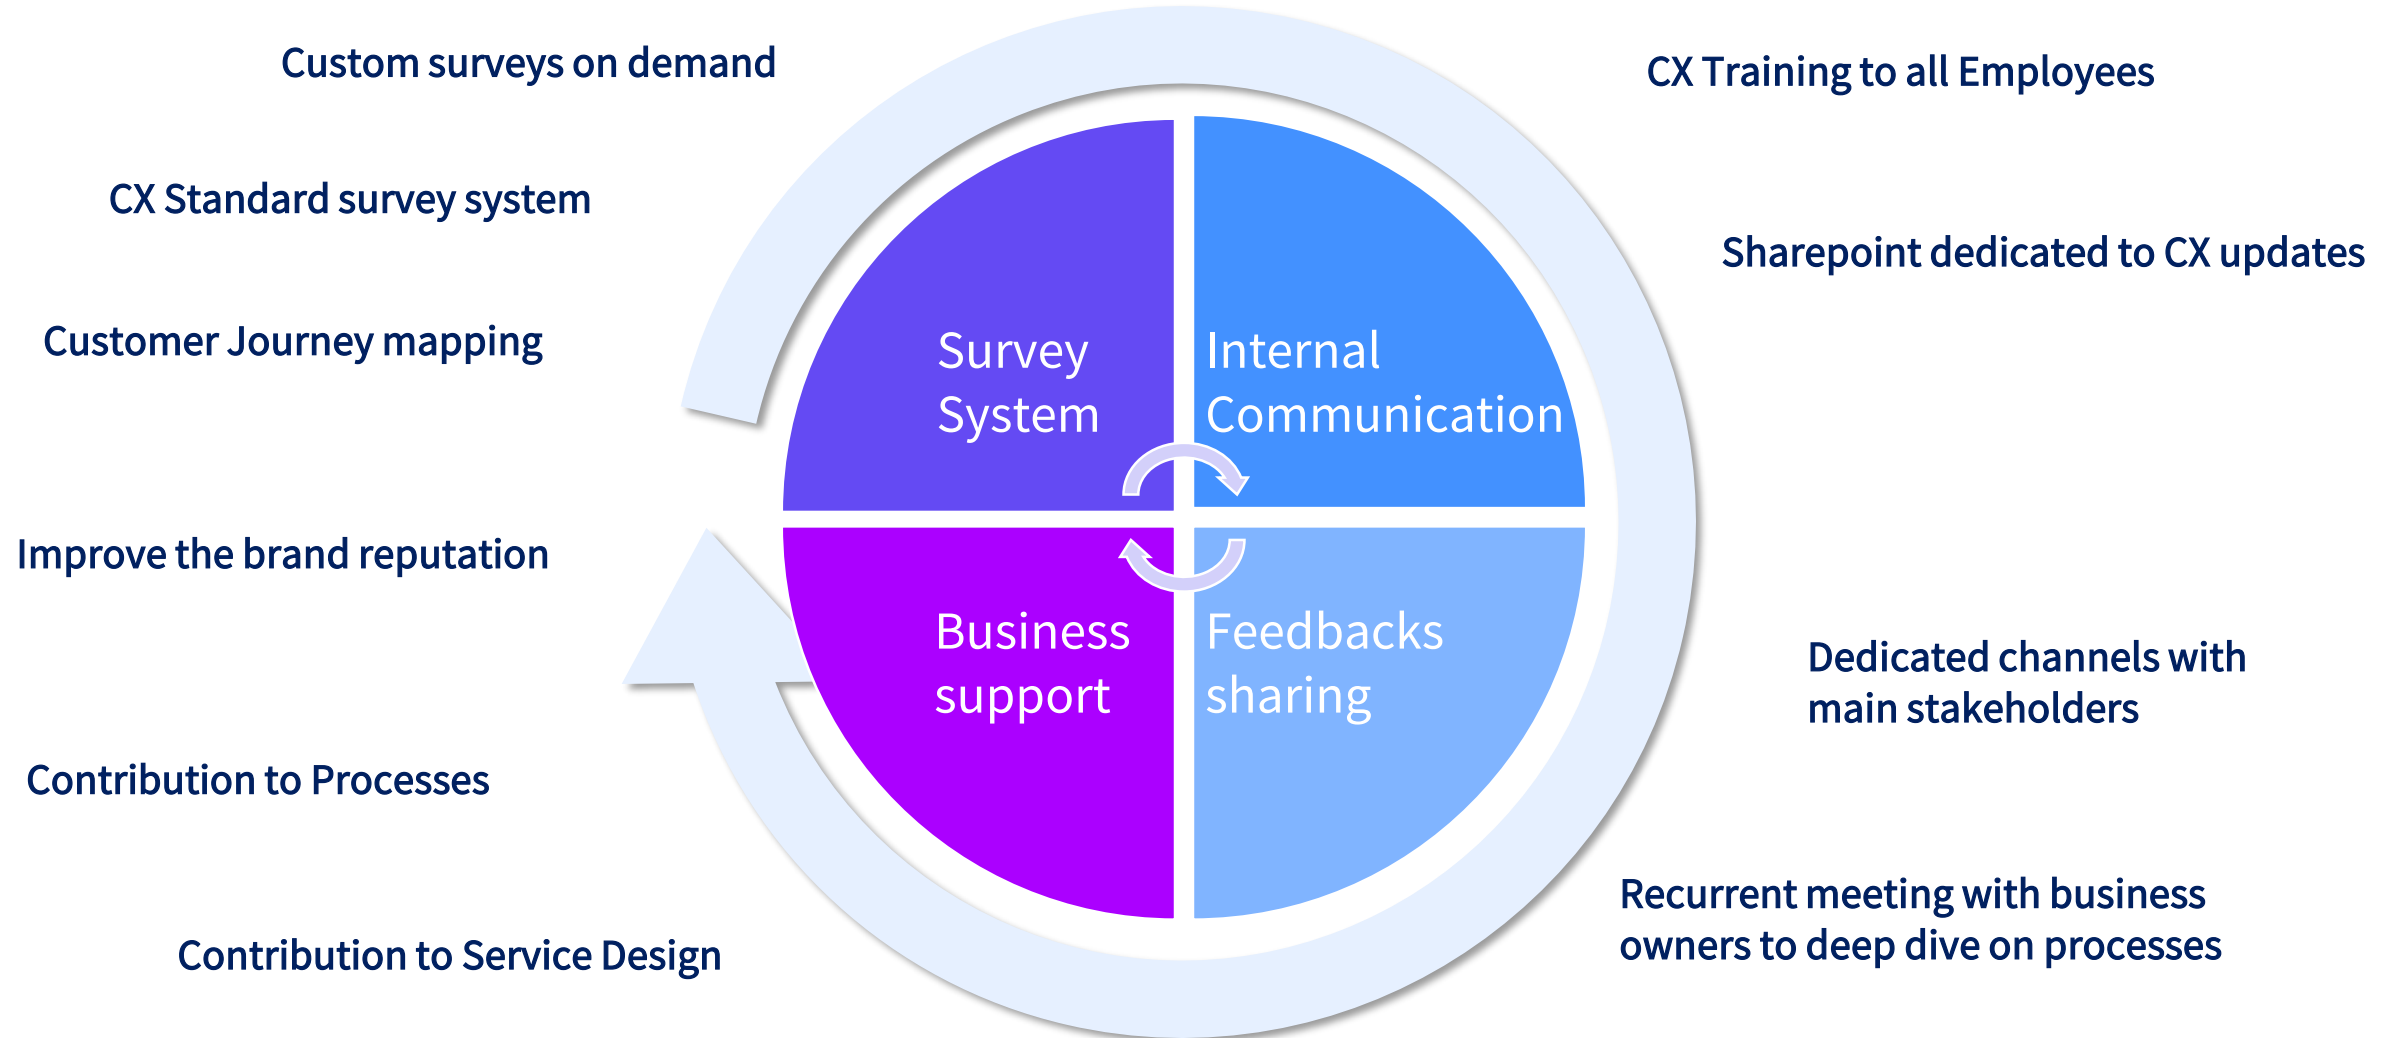 Custom surveys on demand
CX Standard survey system
Customer Journey mapping
Survey
System
Internal
Communication
CX Training to all Employees
Sharepoint dedicated to CX updates
Improve the brand reputation
Contribution to Processes
Contribution to Service Design
Business
support
Feedbacks
sharing
Dedicated channels with
main stakeholders
Recurrent meeting with business
owners to deep dive on processes